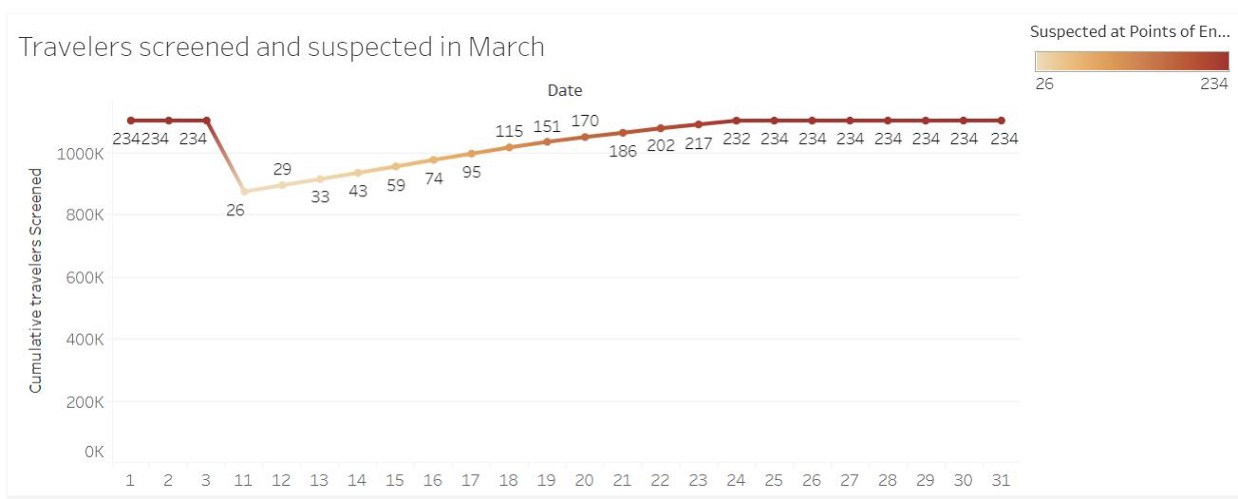 Travelers screened and suspected in March
Suspected at Points of En...
26 234
Date
Cumulative travelers Screened
1000K
800K
600K
400K
200K
0K
234 234 234 26 29 33 43 59 74 95 115 151 170 186 202 217 232 234 234 234 234 234 234 234
1 2 3 11 12 13 14 15 16 17 18 19 20 21 22 23 24 25 26 27 28 29 30 31